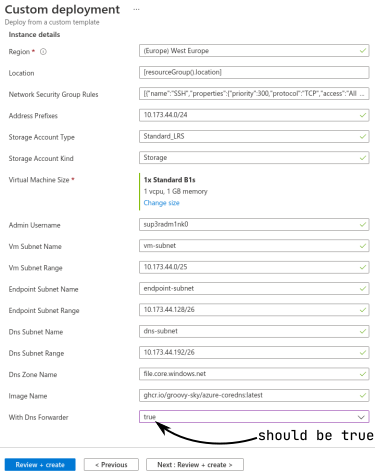 Custom deployment ...
Deploy from a custom template
Instance details
Region * (Europe) West Europe
Location [resourceGroup().location]
Network Security Group Rules [{"name":"SSH","properties":{"priority":300,"protocol":"TCP","access":"All ...
Address Prefixes 10.173.44.0/24
Storage Account Type Standard_LRS
Storage Account Kind Storage
Virtual Machine Size * 1x Standard B1s
1 vcpu, 1 GB memory
Change size
Admin Username sup3radm1nk0
Vm Subnet Name vm-subnet
Vm Subnet Range 10.173.44.0/25
Endpoint Subnet Name endpoint-subnet
Endpoint Subnet Range 10.173.44.128/26
Dns Subnet Name dns-subnet
Dns Subnet Range 10.173.44.192/26
Dns Zone Name file.core.windows.net
Image Name ghcr.io/groovy-sky/azure-coredns:latest
With Dns Forwarder true
should be true
Review + create < Previous Next : Review + create >